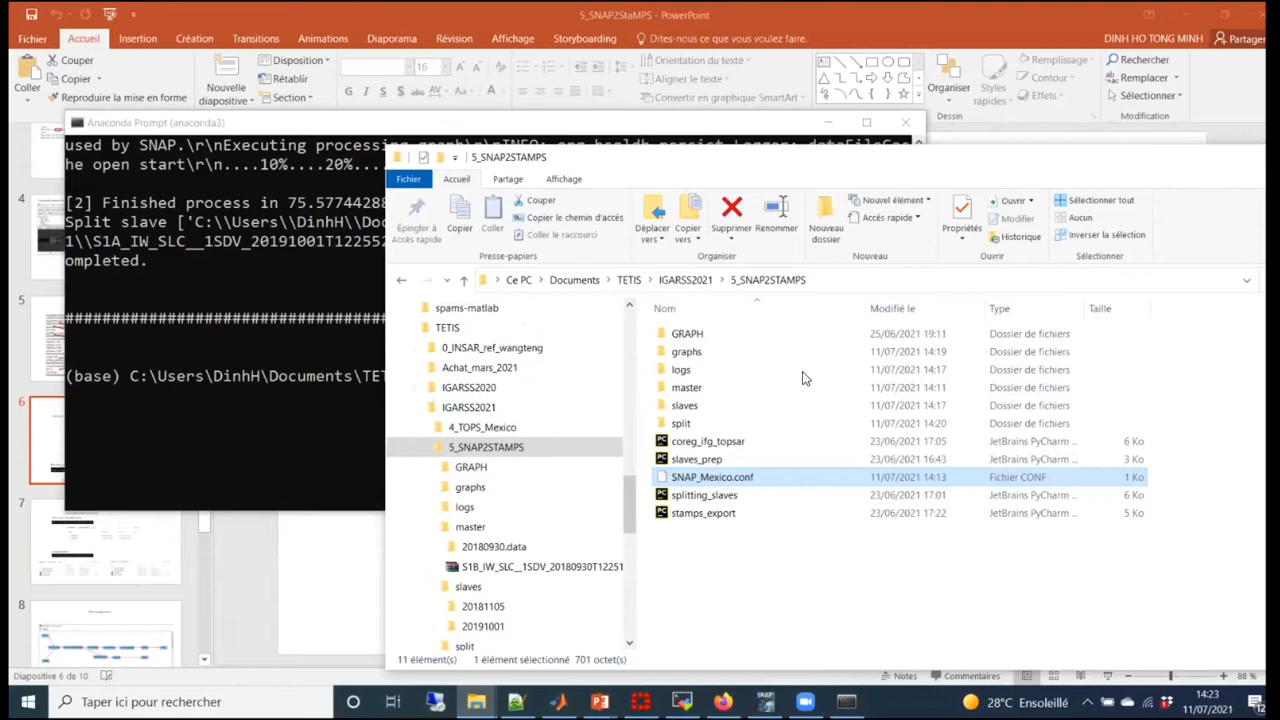 5_SNAP2StaMPS - PowerPoint
Fichier Accueil Insertion Création Transitions Animations Diaporama Révision Affichage Storyboarding Dites-nous ce que vous voulez faire. DINH HO TONG MINH Partager
Coller
Couper
Copier
Reproduire la mise en forme
Nouvelle
diapositive
Disposition
Rétablir
Section
16
G I S S abc AV Aa A
Orientation du texte
Aligner le texte
Convertir en graphique SmartArt
Organiser
Styles
rapides
Remplissage
Contour
Effets
Rechercher
Remplacer
Sélectionner
Dessin
Modification
Anaconda Prompt (anaconda3)
used by SNAP.\r\nExecuting processing
he open start\r\n....10%....20%..
[2] Finished process in 75.57744288
Split slave ['C:\\Users\\DinhH\\Doc
1\\S1A_IW_SLC__1SDV_20191001T122552
ompleted.
##################################
(base) C:\Users\DinhH\Documents\TET
4
5
6
7
8
5_SNAP2STAMPS
Fichier Accueil Partage Affichage
Épingler à
Accès rapide
Copier
Coller
Couper
Copier le chemin d'accès
Coller le raccourci
Presse-papiers
Déplacer
vers
Copier
vers
Supprimer
Renommer
Organiser
Nouveau
dossier
Nouvel élément
Accès rapide
Nouveau
Propriétés
Ouvrir
Modifier
Historique
Ouvrir
Sélectionner tout
Aucun
Inverser la sélection
Sélectionner
Ce PC > Documents > TETIS > IGARSS2021 > 5_SNAP2STAMPS
spams-matlab
TETIS
0_INSAR_ref_wangteng
Achat_mars_2021
IGARSS2020
IGARSS2021
4_TOPS_Mexico
5_SNAP2STAMPS
GRAPH
graphs
logs
master
20180930.data
S1B_IW_SLC__1SDV_20180930T12251
slaves
20181105
20191001
split
Nom Modifié le Type Taille
GRAPH 25/06/2021 19:11 Dossier de fichiers
graphs 11/07/2021 14:19 Dossier de fichiers
logs 11/07/2021 14:17 Dossier de fichiers
master 11/07/2021 14:11 Dossier de fichiers
slaves 11/07/2021 14:17 Dossier de fichiers
split 11/07/2021 14:20 Dossier de fichiers
coreg_ifg_topsar 23/06/2021 17:05 JetBrains PyCharm ... 6 Ko
slaves_prep 23/06/2021 16:43 JetBrains PyCharm ... 3 Ko
SNAP_Mexico.conf 11/07/2021 14:13 Fichier CONF 1 Ko
splitting_slaves 23/06/2021 17:01 JetBrains PyCharm ... 6 Ko
stamps_export 23/06/2021 17:22 JetBrains PyCharm ... 5 Ko
11 élément(s) 1 élément sélectionné 701 octet(s)
Diapositive 6 de 10 Notes Commentaires 88 %
Taper ici pour rechercher
28°C Ensoleillé
14:23
11/07/2021